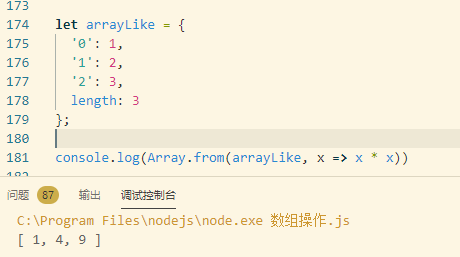 173
174 let arrayLike = {
175   '0': 1,
176   '1': 2,
177   '2': 3,
178   length: 3
179 };
180
181 console.log(Array.from(arrayLike, x => x * x))
182
问题 87 输出 调试控制台
C:\Program Files\nodejs\node.exe 数组操作.js
[ 1, 4, 9 ]